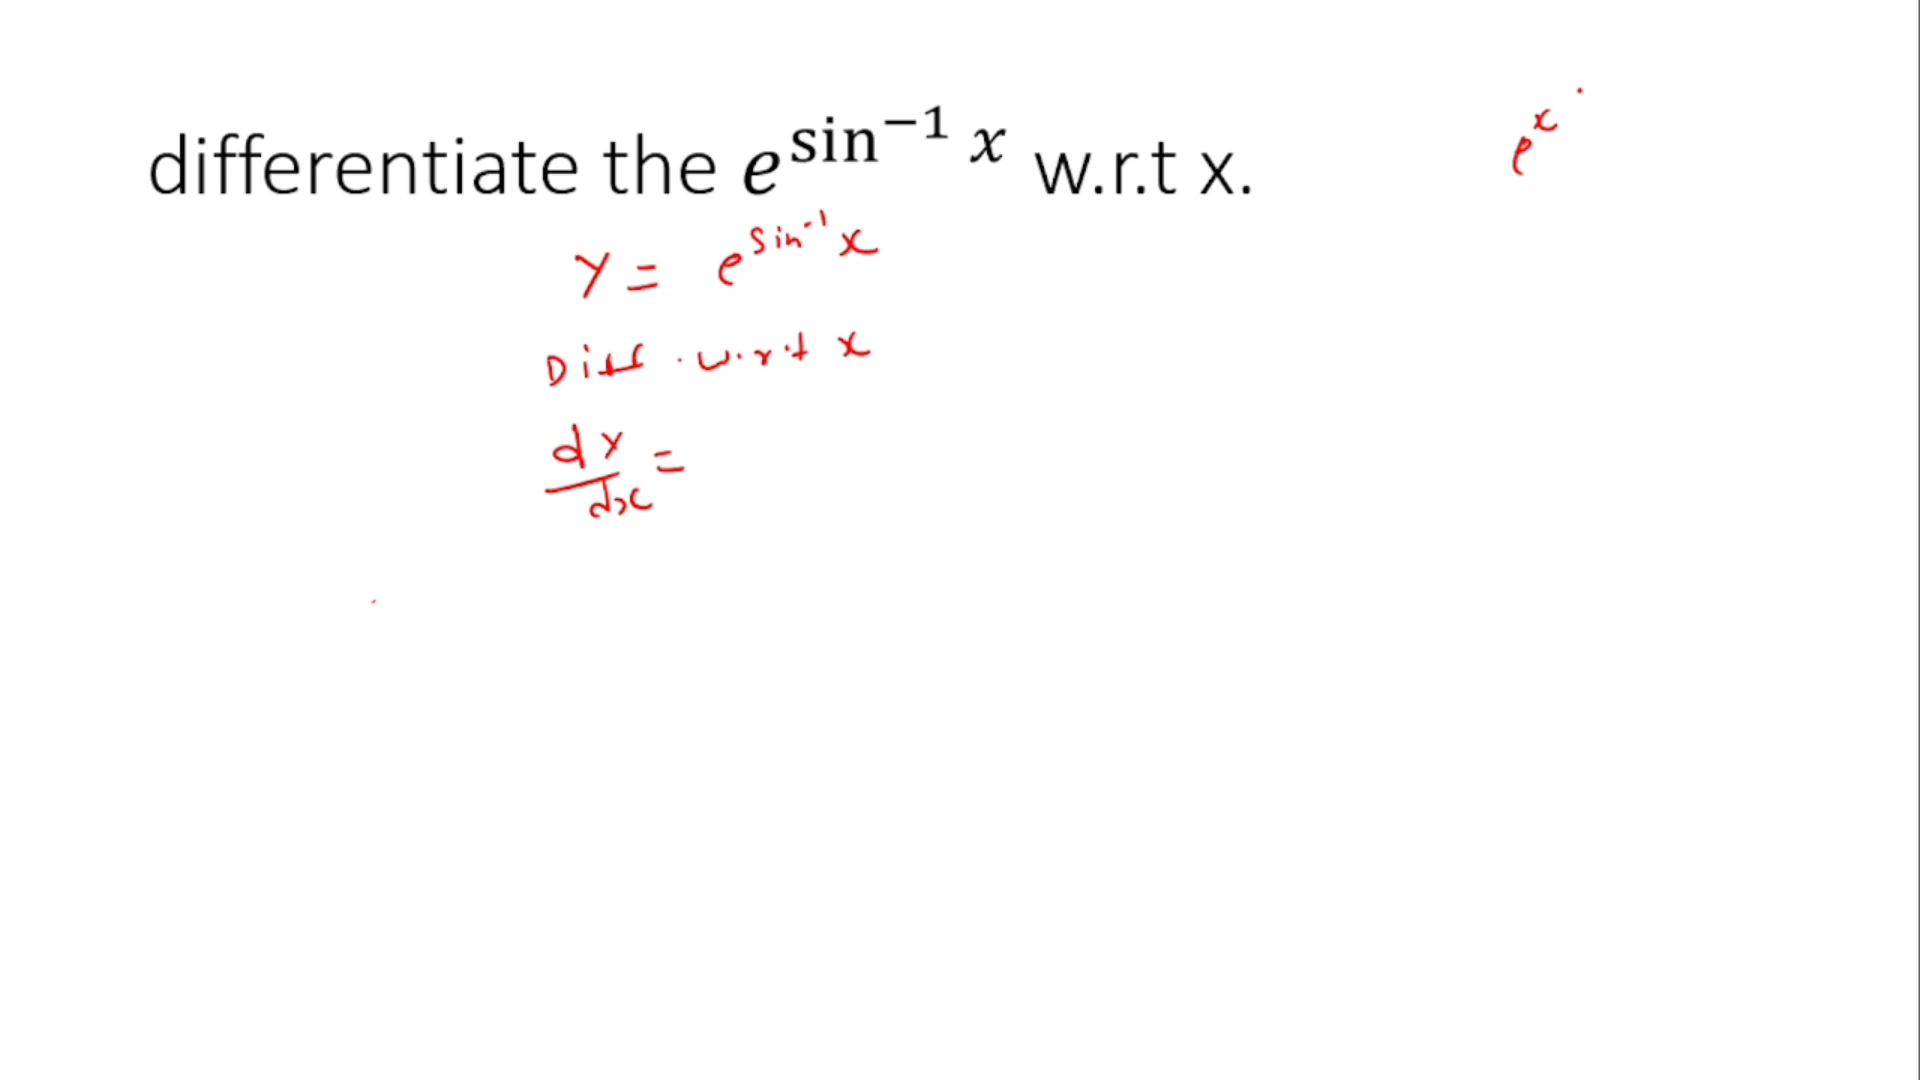 differentiate the e^sin⁻¹ x w.r.t x.
e^x
y = e^sin⁻¹ x
Diff . w.r.t x
dy/dx =